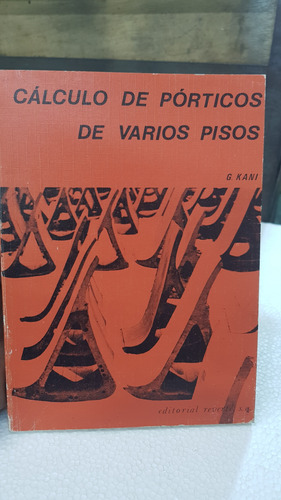 CÁLCULO DE PÓRTICOS
DE VARIOS PISOS
G. KANI
editorial reverté, s.a.